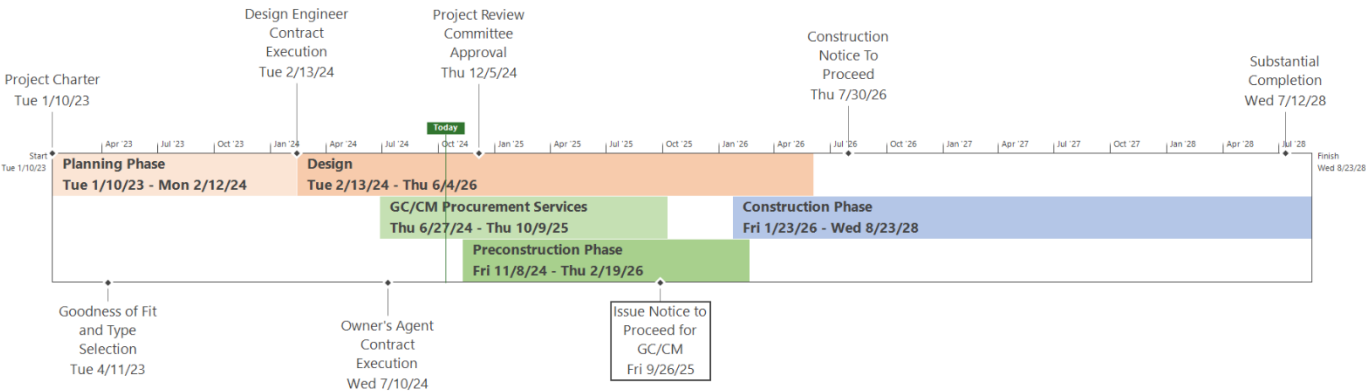 Design Engineer
Contract
Execution
Tue 2/13/24
Project Review
Committee
Approval
Thu 12/5/24
Construction
Notice To
Proceed
Thu 7/30/26
Substantial
Completion
Wed 7/12/28
Project Charter
Tue 1/10/23
Today
Apr '23
Jul '23
Oct '23
Jan '24
Apr '24
Jul '24
Oct '24
Jan '25
Apr '25
Jul '25
Oct '25
Jan '26
Apr '26
Jul '26
Oct '26
Jan '27
Apr '27
Jul '27
Oct '27
Jan '28
Apr '28
Jul '28
Start
Tue 1/10/23
Finish
Wed 8/23/28
Planning Phase
Tue 1/10/23 - Mon 2/12/24
Design
Tue 2/13/24 - Thu 6/4/26
GC/CM Procurement Services
Thu 6/27/24 - Thu 10/9/25
Construction Phase
Fri 1/23/26 - Wed 8/23/28
Preconstruction Phase
Fri 11/8/24 - Thu 2/19/26
Goodness of Fit
and Type
Selection
Tue 4/11/23
Owner's Agent
Contract
Execution
Wed 7/10/24
Issue Notice to
Proceed for
GC/CM
Fri 9/26/25